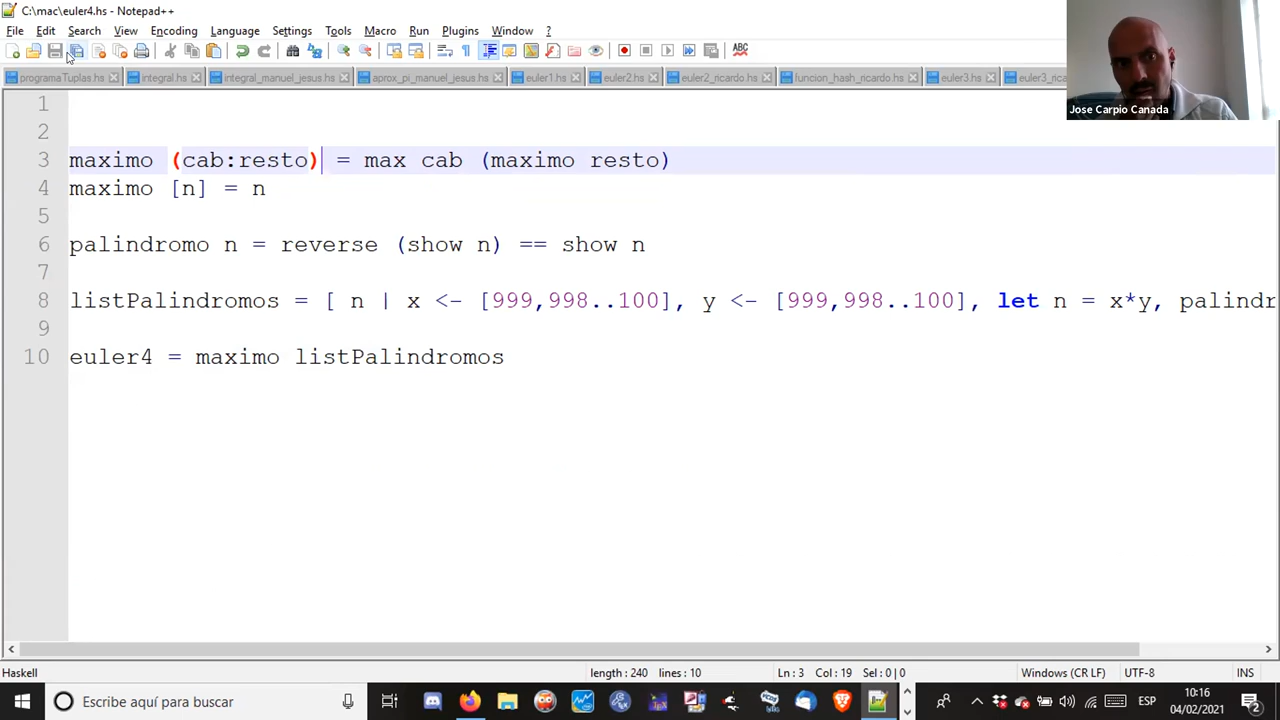 C:\mac\euler4.hs - Notepad++
File Edit Search View Encoding Language Settings Tools Macro Run Plugins Window ?
ABC
programaTuplas.hs integral.hs integral_manuel_jesus.hs aprox_pi_manuel_jesus.hs euler1.hs euler2.hs euler2_ricardo.hs funcion_hash_ricardo.hs euler3.hs euler3_rica
Jose Carpio Canada
1
2
3 maximo (cab:resto) = max cab (maximo resto)
4 maximo [n] = n
5
6 palindromo n = reverse (show n) == show n
7
8 listPalindromos = [ n | x <- [999,998..100], y <- [999,998..100], let n = x*y, palindr
9
10 euler4 = maximo listPalindromos
Haskell length:240 lines:10 Ln:3 Col:19 Sel:0|0 Windows (CR LF) UTF-8 INS
Escribe aquí para buscar
ESP
10:16
04/02/2021
2